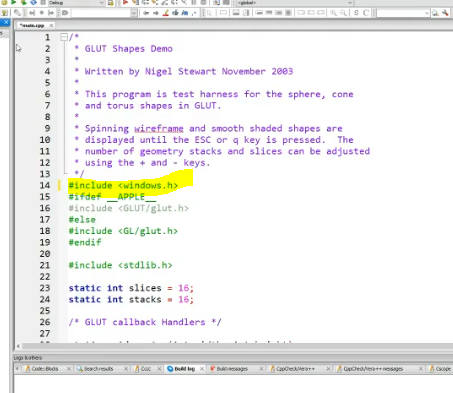 Debug
<global>
*main.cpp
1 /*
2 * GLUT Shapes Demo
3 *
4 * Written by Nigel Stewart November 2003
5 *
6 * This program is test harness for the sphere, cone
7 * and torus shapes in GLUT.
8 *
9 * Spinning wireframe and smooth shaded shapes are
10 * displayed until the ESC or q key is pressed. The
11 * number of geometry stacks and slices can be adjusted
12 * using the + and - keys.
13 */
14 #include <windows.h>
15 #ifdef __APPLE__
16 #include <GLUT/glut.h>
17 #else
18 #include <GL/glut.h>
19 #endif
20
21 #include <stdlib.h>
22
23 static int slices = 16;
24 static int stacks = 16;
25
26 /* GLUT callback Handlers */
27
Logs & others
Code::Blocks Search results Cccc Build log Build messages CppCheck/Vera++ CppCheck/Vera++ messages Cscope